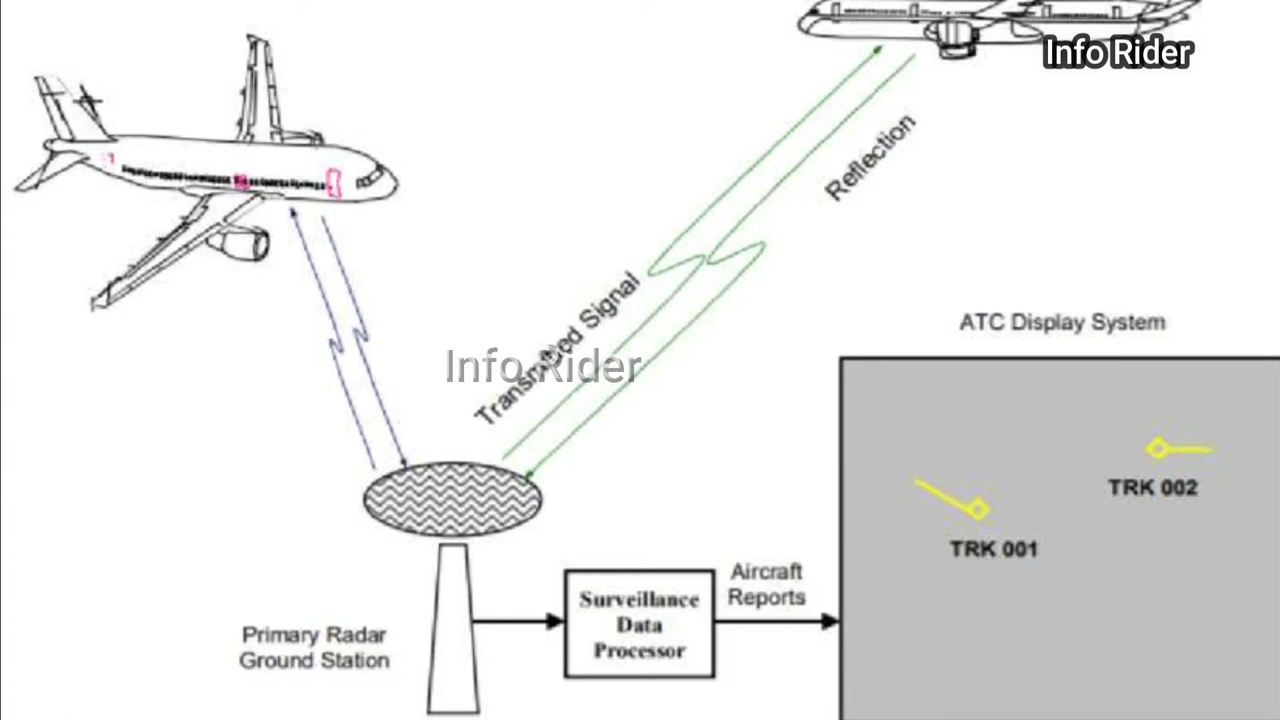 Info Rider
Reflection
Transmitted Signal
Info Rider
ATC Display System
TRK 002
TRK 001
Aircraft
Reports
Surveillance
Data
Processor
Primary Radar
Ground Station